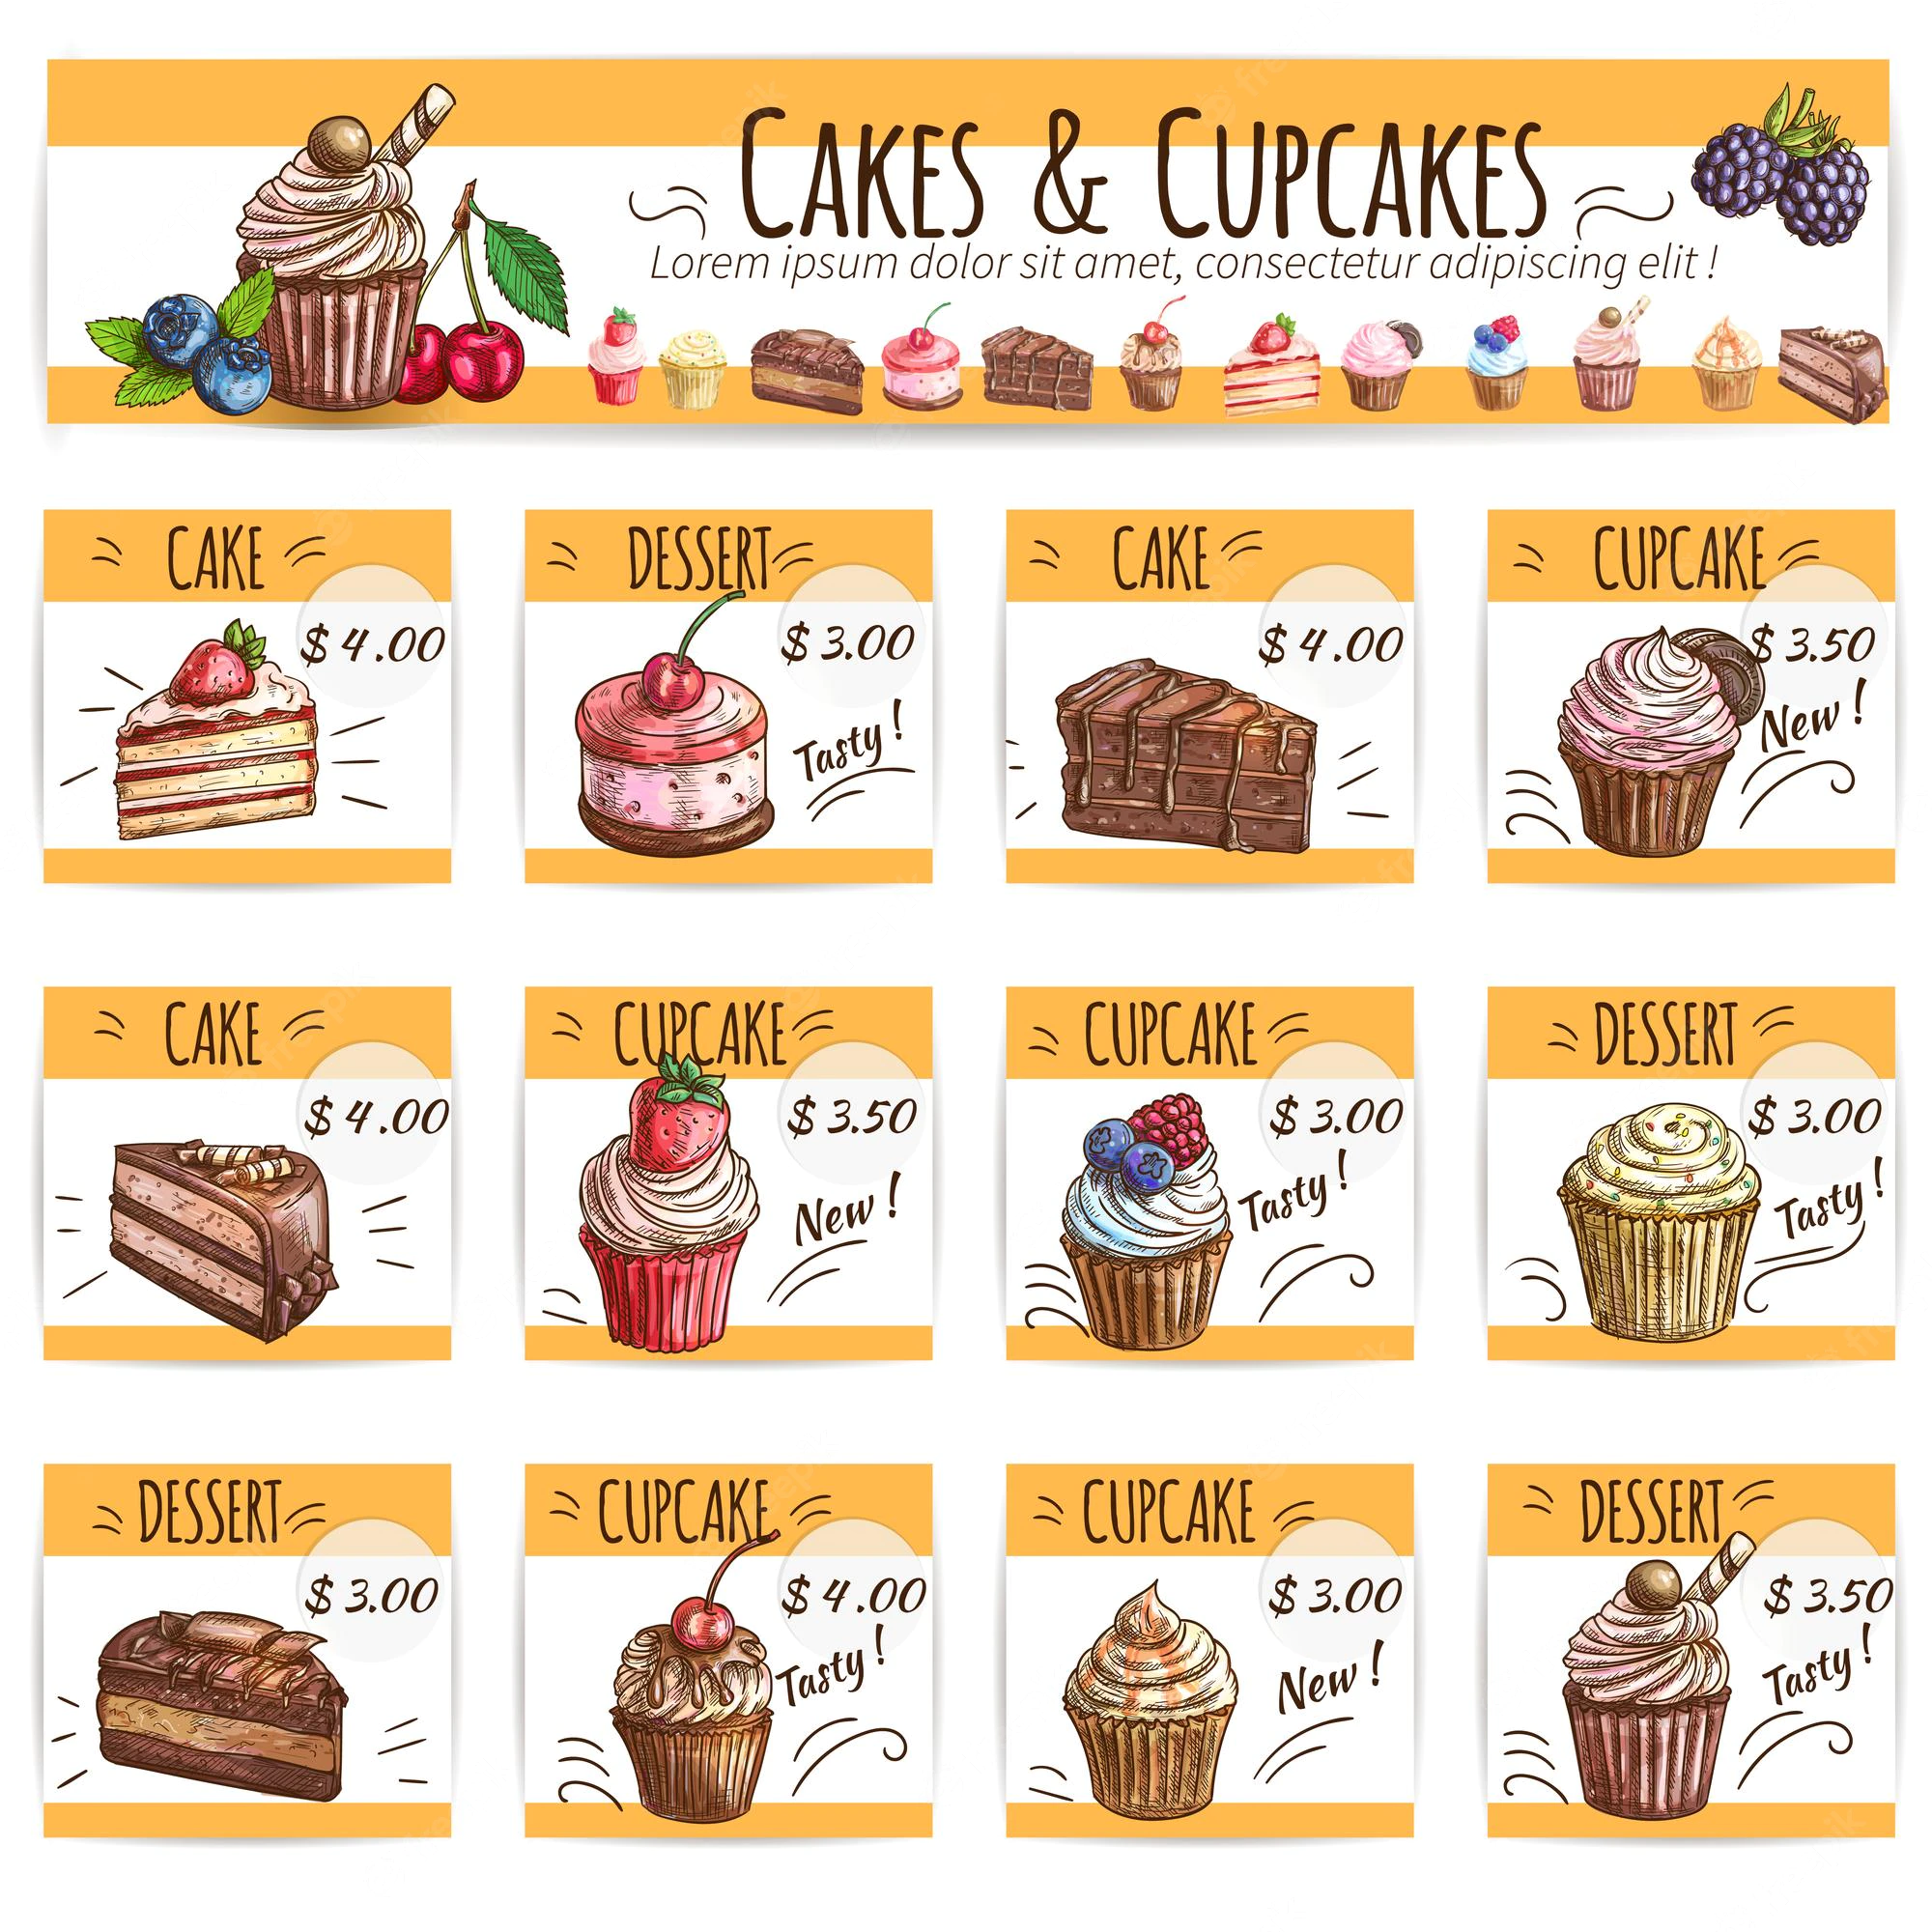 CAKES & CUPCAKES
Lorem ipsum dolor sit amet, consectetur adipiscing elit !
CAKE
$ 4.00
DESSERT
$ 3.00
Tasty !
CAKE
$ 4.00
CUPCAKE
$ 3.50
New !
CAKE
$ 4.00
CUPCAKE
$ 3.50
New !
CUPCAKE
$ 3.00
Tasty !
DESSERT
$ 3.00
Tasty !
DESSERT
$ 3.00
CUPCAKE
$ 4.00
Tasty !
CUPCAKE
$ 3.00
New !
DESSERT
$ 3.50
Tasty !